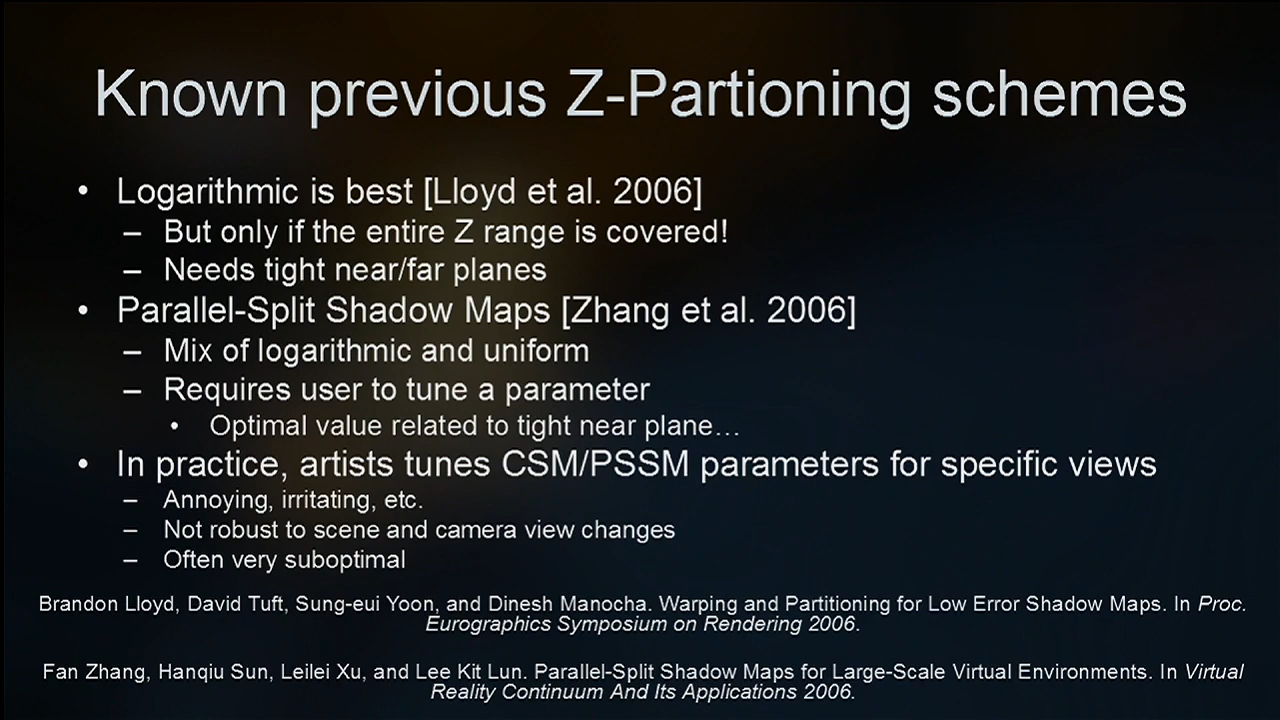 Known previous Z-Partioning schemes
• Logarithmic is best [Lloyd et al. 2006]
– But only if the entire Z range is covered!
– Needs tight near/far planes
• Parallel-Split Shadow Maps [Zhang et al. 2006]
– Mix of logarithmic and uniform
– Requires user to tune a parameter
• Optimal value related to tight near plane…
• In practice, artists tunes CSM/PSSM parameters for specific views
– Annoying, irritating, etc.
– Not robust to scene and camera view changes
– Often very suboptimal
Brandon Lloyd, David Tuft, Sung-eui Yoon, and Dinesh Manocha. Warping and Partitioning for Low Error Shadow Maps. In Proc.
Eurographics Symposium on Rendering 2006.
Fan Zhang, Hanqiu Sun, Leilei Xu, and Lee Kit Lun. Parallel-Split Shadow Maps for Large-Scale Virtual Environments. In Virtual
Reality Continuum And Its Applications 2006.